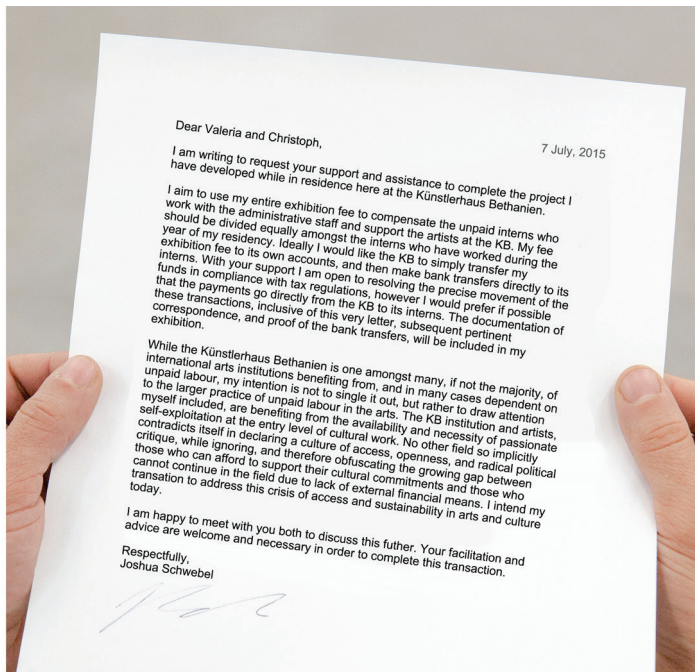 Dear Valeria and Christoph,
7 July, 2015
I am writing to request your support and assistance to complete the project I
have developed while in residence here at the Künstlerhaus Bethanien.
I aim to use my entire exhibition fee to compensate the unpaid interns who
work with the administrative staff and support the artists at the KB. My fee
should be divided equally amongst the interns who have worked during the
year of my residency. Ideally I would like the KB to simply transfer my
exhibition fee to its own accounts, and then make bank transfers directly to its
interns. With your support I am open to resolving the precise movement of the
funds in compliance with tax regulations, however I would prefer if possible
that the payments go directly from the KB to its interns. The documentation of
these transactions, inclusive of this very letter, subsequent pertinent
correspondence, and proof of the bank transfers, will be included in my
exhibition.
While the Künstlerhaus Bethanien is one amongst many, if not the majority, of
international arts institutions benefiting from, and in many cases dependent on
unpaid labour, my intention is not to single it out, but rather to draw attention
to the larger practice of unpaid labour in the arts. The KB institution and artists,
myself included, are benefiting from the availability and necessity of passionate
self-exploitation at the entry level of cultural work. No other field so implicitly
contradicts itself in declaring a culture of access, openness, and radical political
critique, while ignoring, and therefore obfuscating the growing gap between
those who can afford to support their cultural commitments and those who
cannot continue in the field due to lack of external financial means. I intend my
transation to address this crisis of access and sustainability in arts and culture
today.
I am happy to meet with you both to discuss this futher. Your facilitation and
advice are welcome and necessary in order to complete this transaction.
Respectfully,
Joshua Schwebel